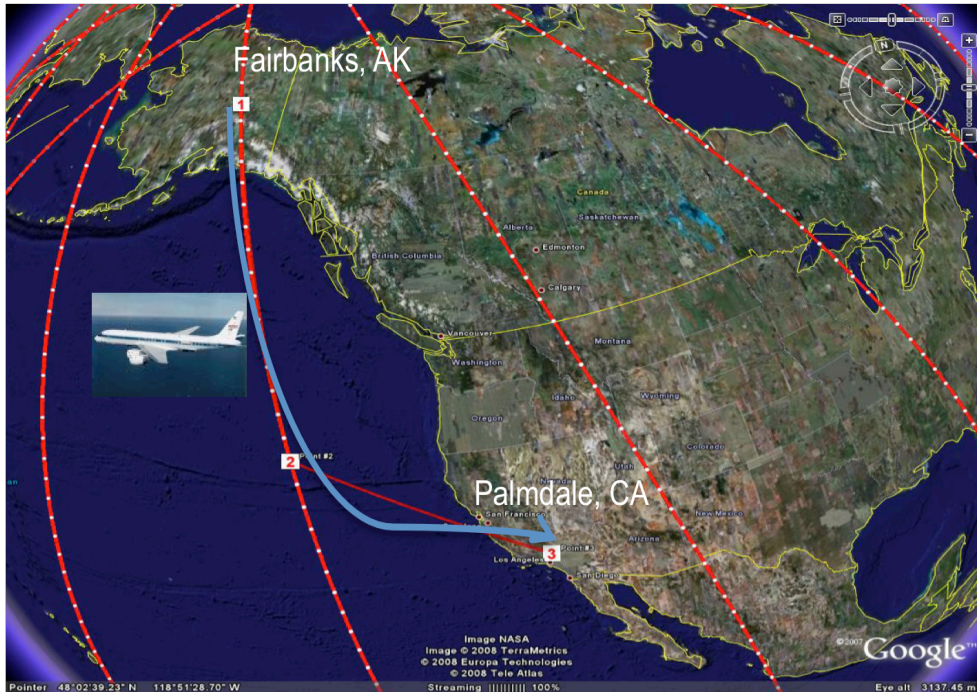 Fairbanks, AK
N
1
Canada
Saskatchewan
Alberta
Edmonton
British Columbia
Calgary
Vancouver
Montana
Washington
Idaho
Wyoming
Oregon
Colorado
2
Point #2
Utah
Nevada
Palmdale, CA
New Mexico
San Francisco
Arizona
3
Point #3
Los Angeles
San Diego
Image NASA
Image © 2008 TerraMetrics
© 2008 Europa Technologies
© 2008 Tele Atlas
©2007 Google™
Pointer 48°02'39.23" N 118°51'28.70" W Streaming |||||||||| 100% Eye alt 3137.45 mi